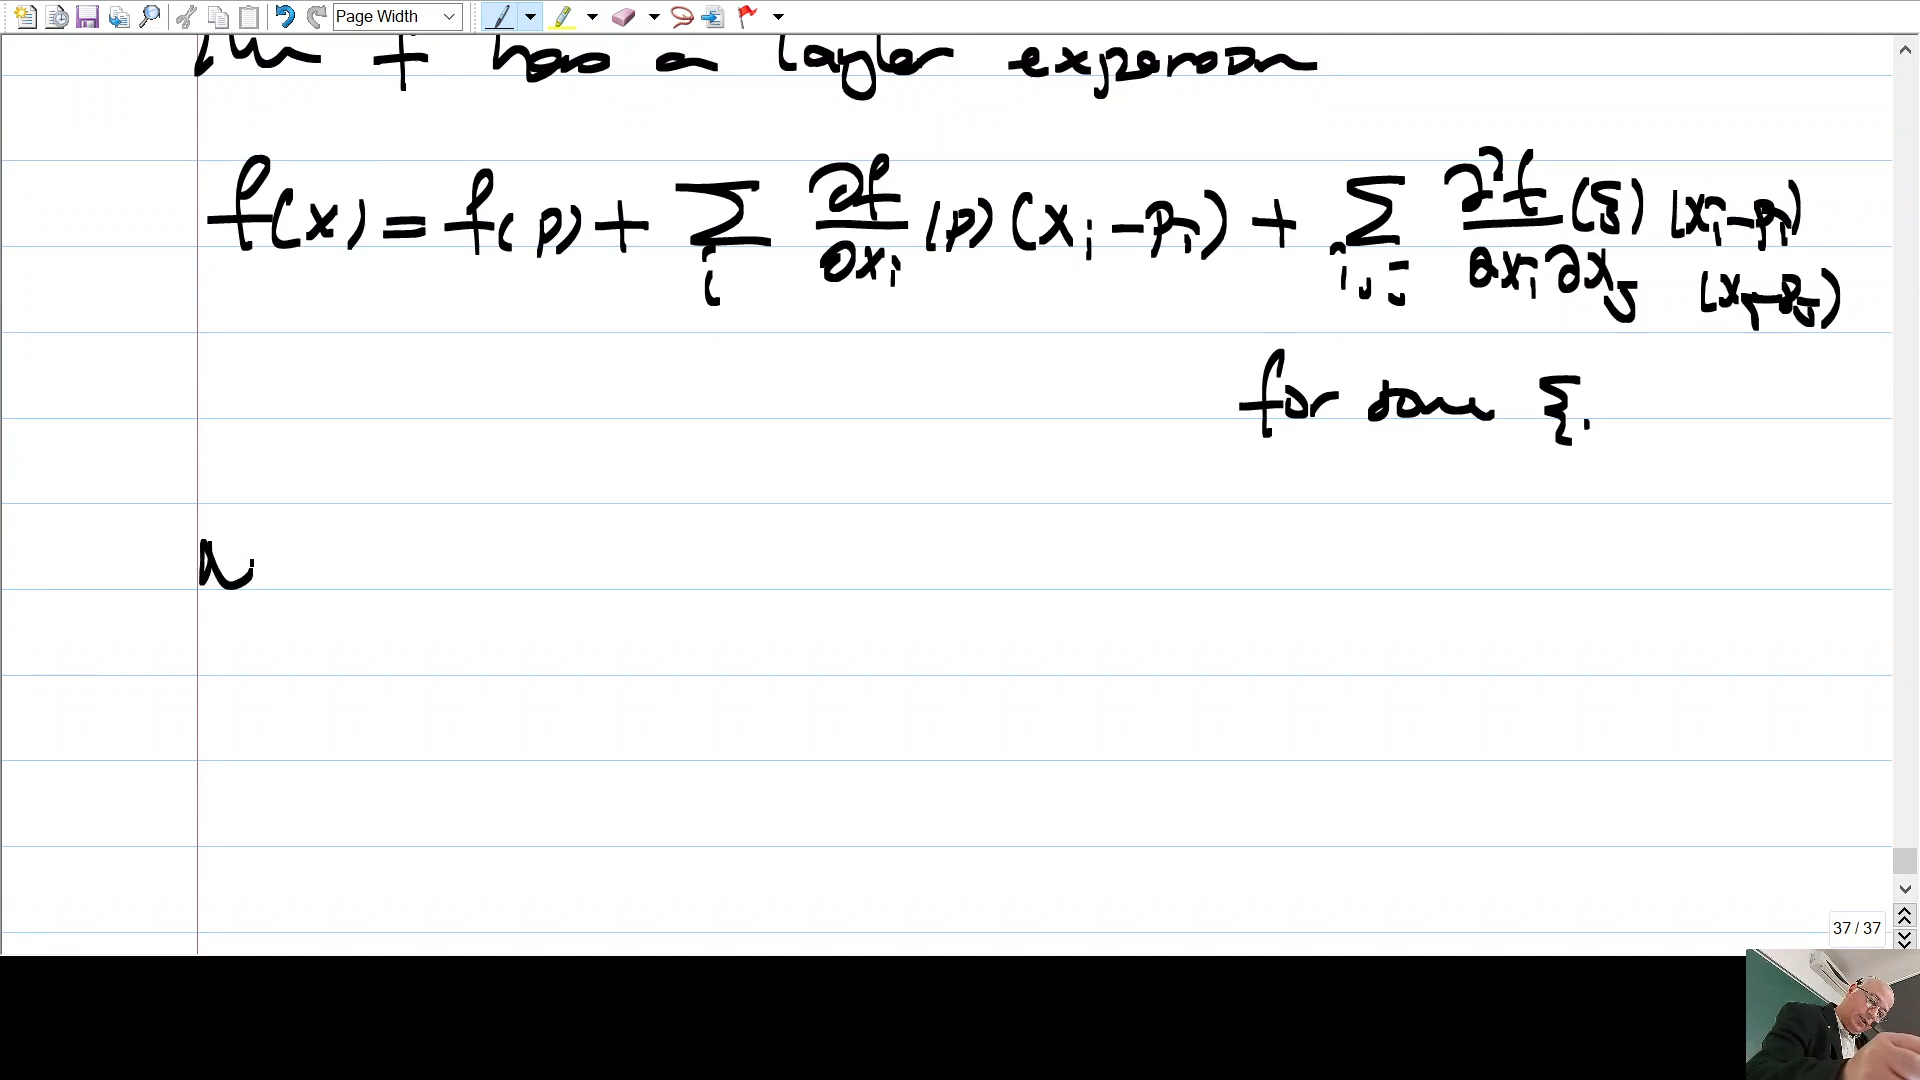 Page Width
f has a Taylor expansion
f(x) = f(p) + ∑_i ∂f/∂x_i (p) (x_i - p_i) + ∑_{i,j} ∂²f/∂x_i ∂x_j (ξ) (x_i - p_i) (x_j - p_j)
for some ξ.
37 / 37